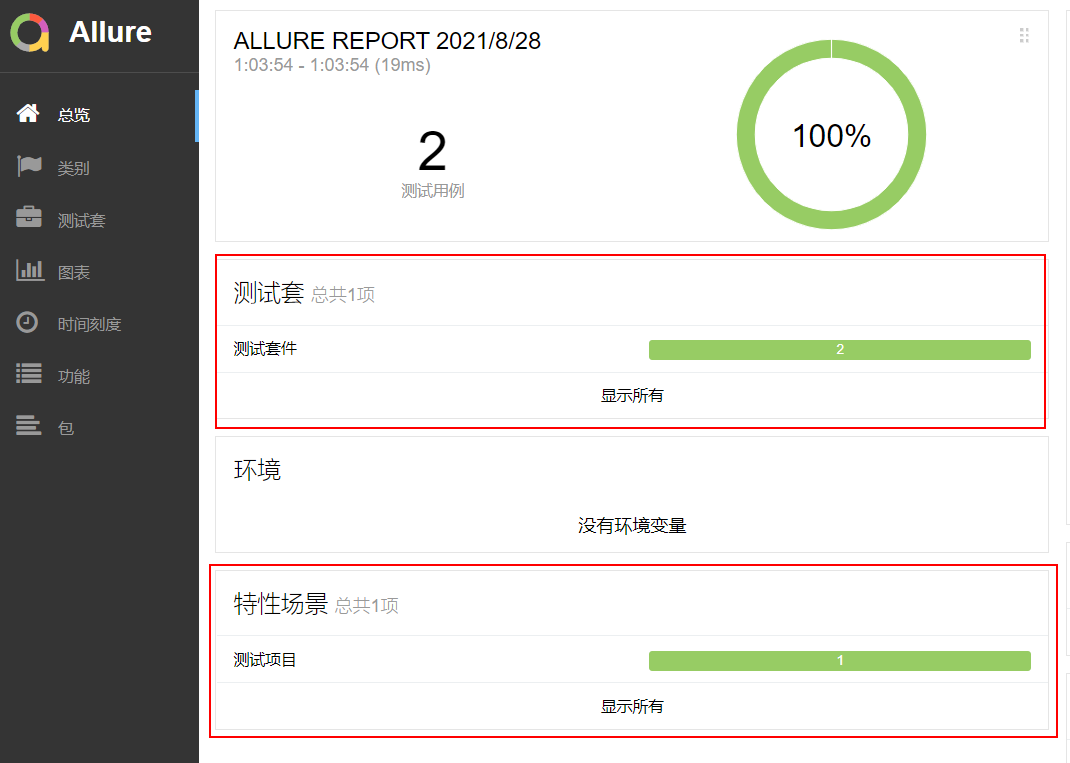 Allure
总览
类别
测试套
图表
时间刻度
功能
包
ALLURE REPORT 2021/8/28
1:03:54 - 1:03:54 (19ms)
2
测试用例
100%
测试套 总共1项
测试套件 2
显示所有
环境
没有环境变量
特性场景 总共1项
测试项目 1
显示所有